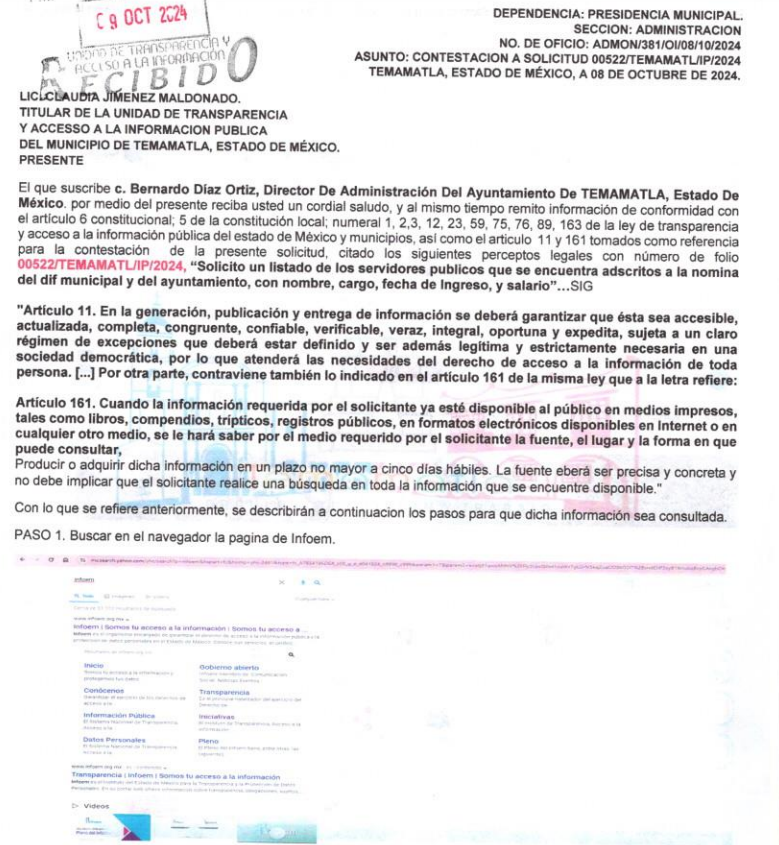 09 OCT 2024
UNIDAD DE TRANSPARENCIA Y
ACCESO A LA INFORMACIÓN
RECIBIDO
DEPENDENCIA: PRESIDENCIA MUNICIPAL.
SECCION: ADMINISTRACION
NO. DE OFICIO: ADMON/381/OI/08/10/2024
ASUNTO: CONTESTACION A SOLICITUD 00522/TEMAMATL/IP/2024
TEMAMATLA, ESTADO DE MÉXICO, A 08 DE OCTUBRE DE 2024.
LIC. CLAUDIA JIMENEZ MALDONADO.
TITULAR DE LA UNIDAD DE TRANSPARENCIA
Y ACCESSO A LA INFORMACION PUBLICA
DEL MUNICIPIO DE TEMAMATLA, ESTADO DE MÉXICO.
PRESENTE
El que suscribe c. Bernardo Díaz Ortiz, Director De Administración Del Ayuntamiento De TEMAMATLA, Estado De
México. por medio del presente reciba usted un cordial saludo, y al mismo tiempo remito información de conformidad con
el artículo 6 constitucional; 5 de la constitución local; numeral 1, 2,3, 12, 23, 59, 75, 76, 89, 163 de la ley de transparencia
y acceso a la información pública del estado de México y municipios, así como el articulo 11 y 161 tomados como referencia
para la contestación de la presente solicitud, citado los siguientes perceptos legales con número de folio
00522/TEMAMATL/IP/2024, “Solicito un listado de los servidores publicos que se encuentra adscritos a la nomina
del dif municipal y del ayuntamiento, con nombre, cargo, fecha de Ingreso, y salario”...SIG
"Artículo 11. En la generación, publicación y entrega de información se deberá garantizar que ésta sea accesible,
actualizada, completa, congruente, confiable, verificable, veraz, integral, oportuna y expedita, sujeta a un claro
régimen de excepciones que deberá estar definido y ser además legítima y estrictamente necesaria en una
sociedad democrática, por lo que atenderá las necesidades del derecho de acceso a la información de toda
persona. [...] Por otra parte, contraviene también lo indicado en el artículo 161 de la misma ley que a la letra refiere:
Artículo 161. Cuando la información requerida por el solicitante ya esté disponible al público en medios impresos,
tales como libros, compendios, trípticos, registros públicos, en formatos electrónicos disponibles en Internet o en
cualquier otro medio, se le hará saber por el medio requerido por el solicitante la fuente, el lugar y la forma en que
puede consultar,
Producir o adquirir dicha información en un plazo no mayor a cinco días hábiles. La fuente eberá ser precisa y concreta y
no debe implicar que el solicitante realice una búsqueda en toda la información que se encuentre disponible."
Con lo que se refiere anteriormente, se describirán a continuacion los pasos para que dicha información sea consultada.
PASO 1. Buscar en el navegador la pagina de Infoem.
infoem
www.infoem.org.mx
Infoem | Somos tu acceso a la información | Somos tu acceso a ...
Inicio
Gobierno abierto
Conócenos
Transparencia
Información Pública
Iniciativas
Datos Personales
Pleno
www.infoem.org.mx
Transparencia | Infoem | Somos tu acceso a la información
Videos